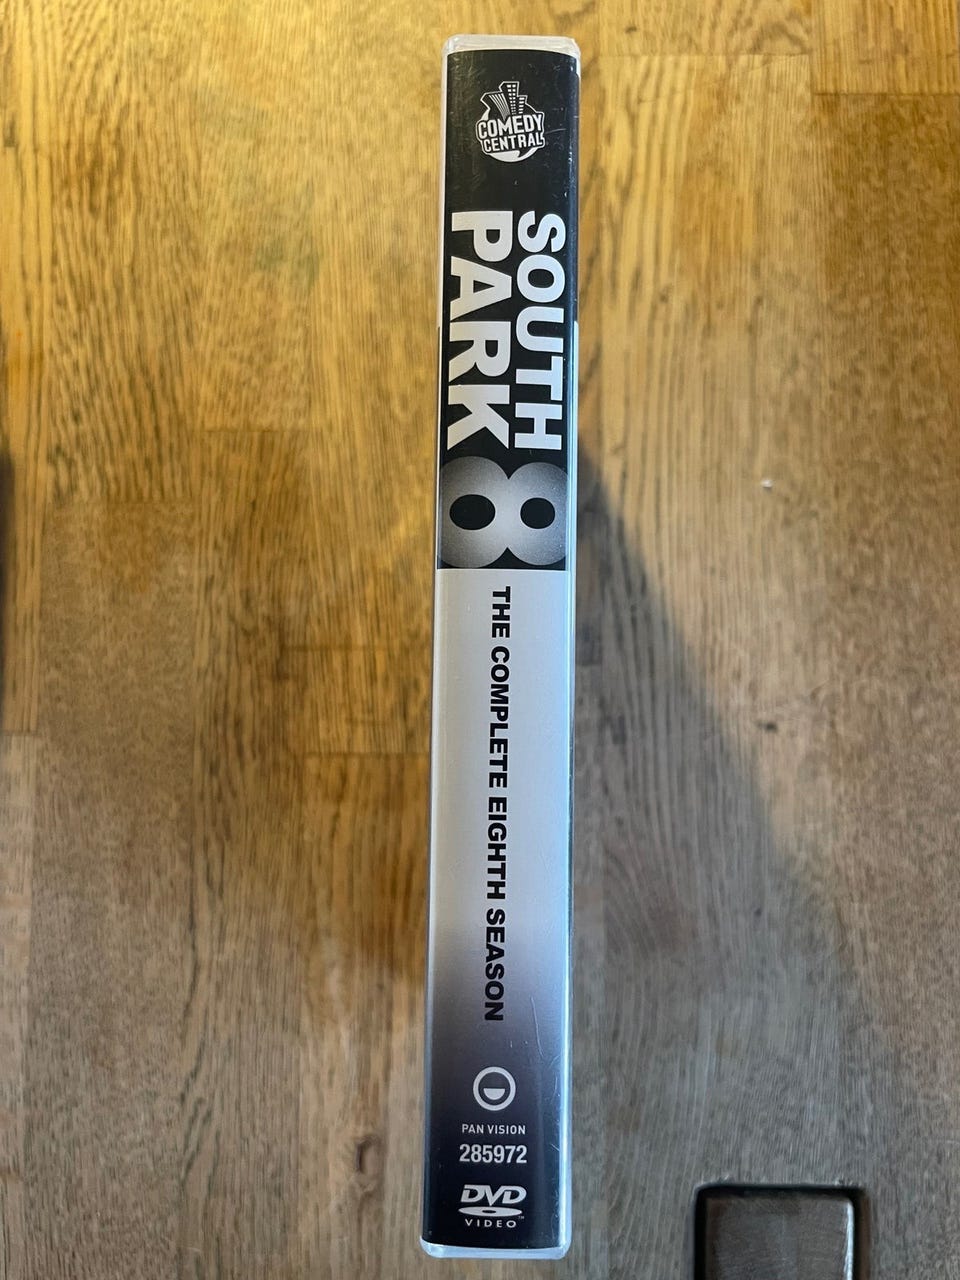 COMEDY
CENTRAL
SOUTH
PARK
8
THE COMPLETE EIGHTH SEASON
PAN VISION
285972
DVD
VIDEO